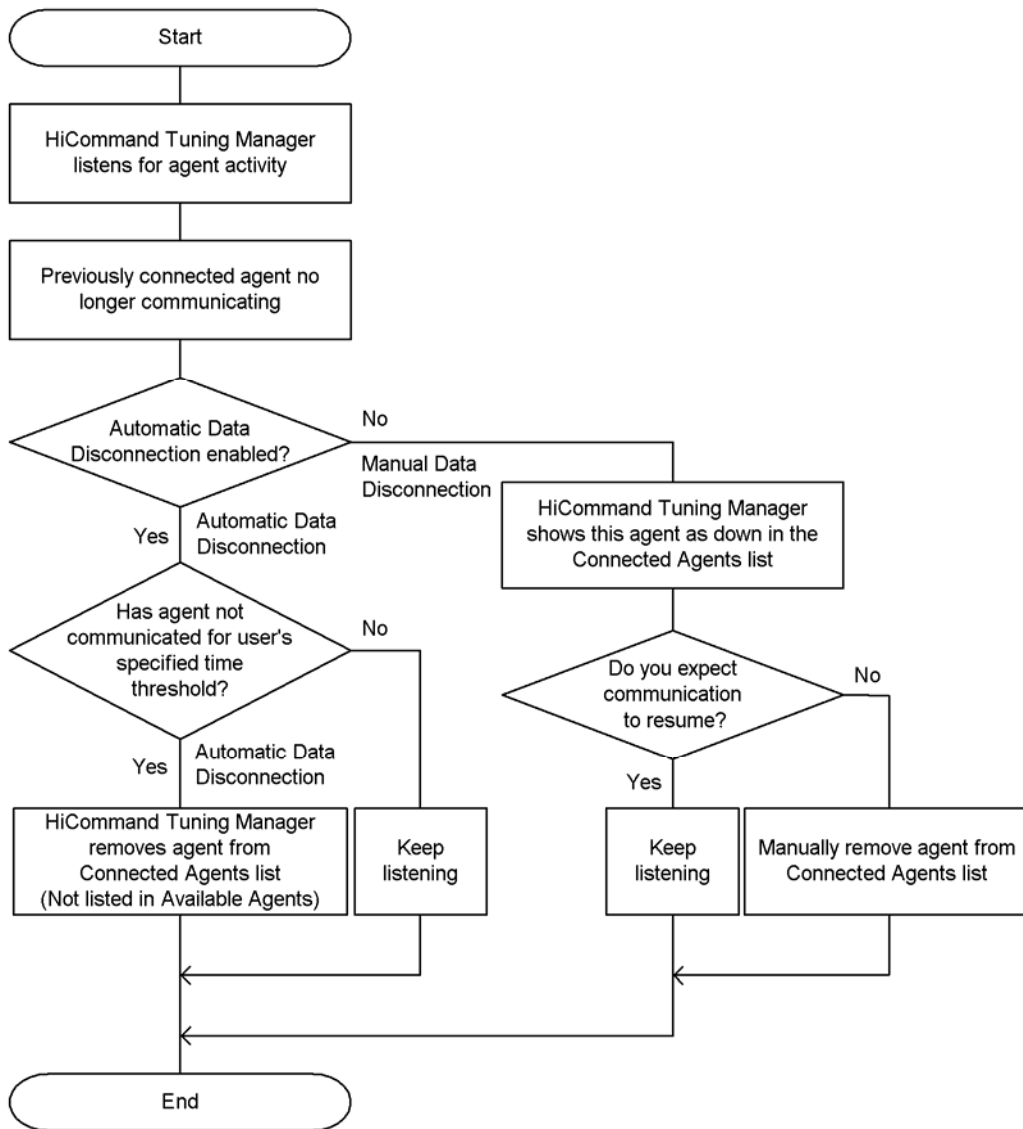 Start
HiCommand Tuning Manager
listens for agent activity
Previously connected agent no
longer communicating
Automatic Data
Disconnection enabled?
No
Manual Data
Disconnection
Yes
Automatic Data
Disconnection
HiCommand Tuning Manager
shows this agent as down in the
Connected Agents list
Has agent not
communicated for user's
specified time
threshold?
No
Do you expect
communication
to resume?
No
Yes
Automatic Data
Disconnection
Yes
HiCommand Tuning Manager
removes agent from
Connected Agents list
(Not listed in Available Agents)
Keep
listening
Keep
listening
Manually remove agent from
Connected Agents list
End